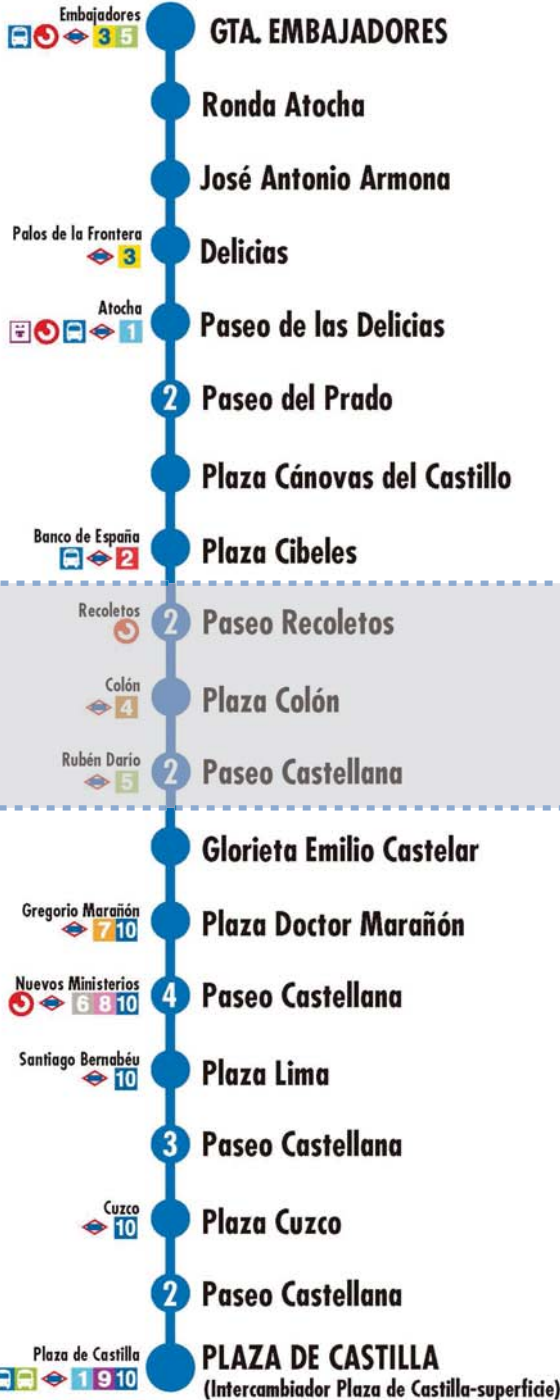 Embajadores
3 5
GTA. EMBAJADORES
Ronda Atocha
José Antonio Armona
Palos de la Frontera
3
Delicias
Atocha
1
Paseo de las Delicias
2
Paseo del Prado
Plaza Cánovas del Castillo
Banco de España
2
Plaza Cibeles
Recoletos
2
Paseo Recoletos
Colón
4
Plaza Colón
Rubén Darío
5
2
Paseo Castellana
Glorieta Emilio Castelar
Gregorio Marañón
7 10
Plaza Doctor Marañón
Nuevos Ministerios
6 8 10
4
Paseo Castellana
Santiago Bernabéu
10
Plaza Lima
3
Paseo Castellana
Cuzco
10
Plaza Cuzco
2
Paseo Castellana
Plaza de Castilla
1 9 10
PLAZA DE CASTILLA
(Intercambiador Plaza de Castilla-superficie)